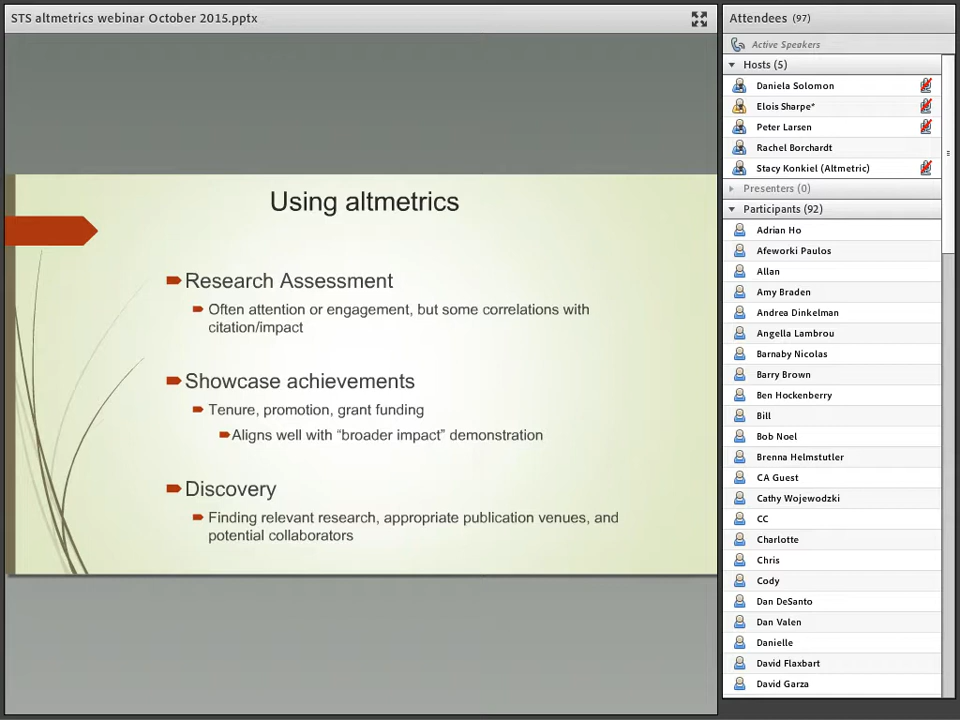 STS altmetrics webinar October 2015.pptx
Using altmetrics
Research Assessment
Often attention or engagement, but some correlations with
citation/impact
Showcase achievements
Tenure, promotion, grant funding
Aligns well with “broader impact” demonstration
Discovery
Finding relevant research, appropriate publication venues, and
potential collaborators
Attendees (97)
Active Speakers
Hosts (5)
Daniela Solomon
Elois Sharpe*
Peter Larsen
Rachel Borchardt
Stacy Konkiel (Altmetric)
Presenters (0)
Participants (92)
Adrian Ho
Afeworki Paulos
Allan
Amy Braden
Andrea Dinkelman
Angella Lambrou
Barnaby Nicolas
Barry Brown
Ben Hockenberry
Bill
Bob Noel
Brenna Helmstutler
CA Guest
Cathy Wojewodzki
CC
Charlotte
Chris
Cody
Dan DeSanto
Dan Valen
Danielle
David Flaxbart
David Garza